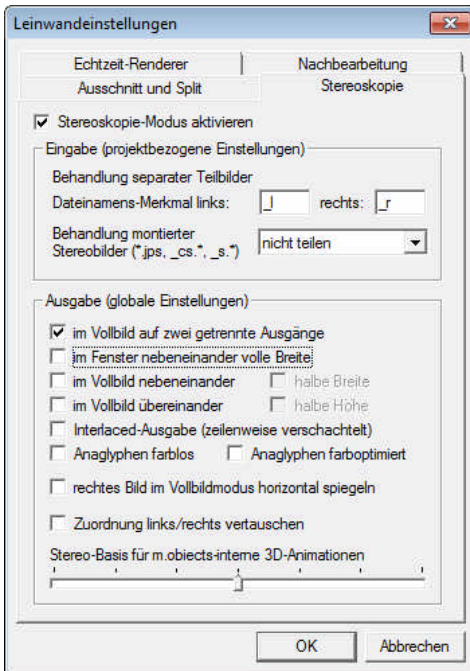 Leinwandeinstellungen
Echtzeit-Renderer
Nachbearbeitung
Ausschnitt und Split
Stereoskopie
Stereoskopie-Modus aktivieren
Eingabe (projektbezogene Einstellungen)
Behandlung separater Teilbilder
Dateinamens-Merkmal links: _l rechts: _r
Behandlung montierter
Stereobilder (*.jps, _cs.*, _s.*) nicht teilen
Ausgabe (globale Einstellungen)
im Vollbild auf zwei getrennte Ausgänge
im Fenster nebeneinander volle Breite
im Vollbild nebeneinander halbe Breite
im Vollbild übereinander halbe Höhe
Interlaced-Ausgabe (zeilenweise verschachtelt)
Anaglyphen farblos Anaglyphen farboptimiert
rechtes Bild im Vollbildmodus horizontal spiegeln
Zuordnung links/rechts vertauschen
Stereo-Basis für m.objects-interne 3D-Animationen
OK Abbrechen